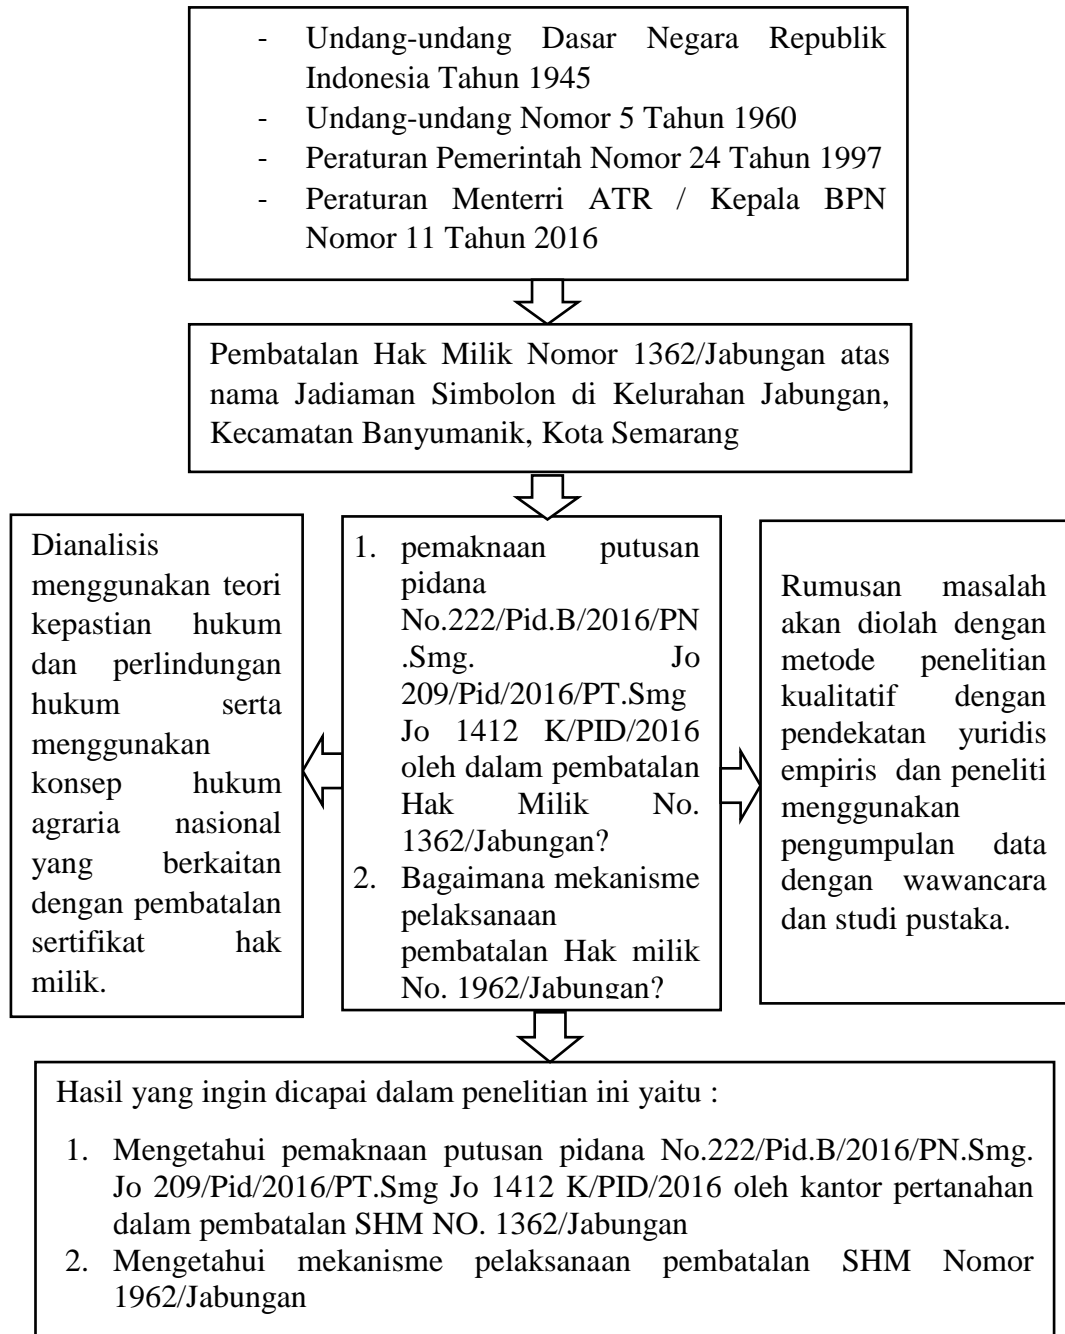 - Undang-undang Dasar Negara Republik
Indonesia Tahun 1945
- Undang-undang Nomor 5 Tahun 1960
- Peraturan Pemerintah Nomor 24 Tahun 1997
- Peraturan Menterri ATR / Kepala BPN
Nomor 11 Tahun 2016
Pembatalan Hak Milik Nomor 1362/Jabungan atas
nama Jadiaman Simbolon di Kelurahan Jabungan,
Kecamatan Banyumanik, Kota Semarang
Dianalisis
menggunakan teori
kepastian hukum
dan perlindungan
hukum serta
menggunakan
konsep hukum
agraria nasional
yang berkaitan
dengan pembatalan
sertifikat hak
milik.
1. pemaknaan putusan
pidana
No.222/Pid.B/2016/PN
.Smg. Jo
209/Pid/2016/PT.Smg
Jo 1412 K/PID/2016
oleh dalam pembatalan
Hak Milik No.
1362/Jabungan?
2. Bagaimana mekanisme
pelaksanaan
pembatalan Hak milik
No. 1962/Jabungan?
Rumusan masalah
akan diolah dengan
metode penelitian
kualitatif dengan
pendekatan yuridis
empiris dan peneliti
menggunakan
pengumpulan data
dengan wawancara
dan studi pustaka.
Hasil yang ingin dicapai dalam penelitian ini yaitu :
1. Mengetahui pemaknaan putusan pidana No.222/Pid.B/2016/PN.Smg.
Jo 209/Pid/2016/PT.Smg Jo 1412 K/PID/2016 oleh kantor pertanahan
dalam pembatalan SHM NO. 1362/Jabungan
2. Mengetahui mekanisme pelaksanaan pembatalan SHM Nomor
1962/Jabungan